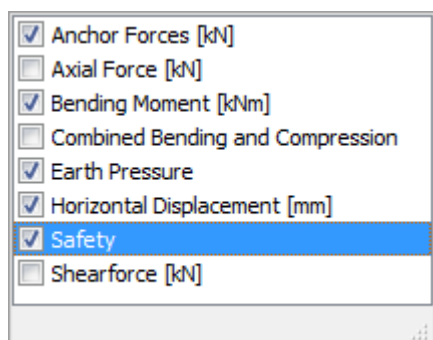 Anchor Forces [kN]
Axial Force [kN]
Bending Moment [kNm]
Combined Bending and Compression
Earth Pressure
Horizontal Displacement [mm]
Safety
Shearforce [kN]